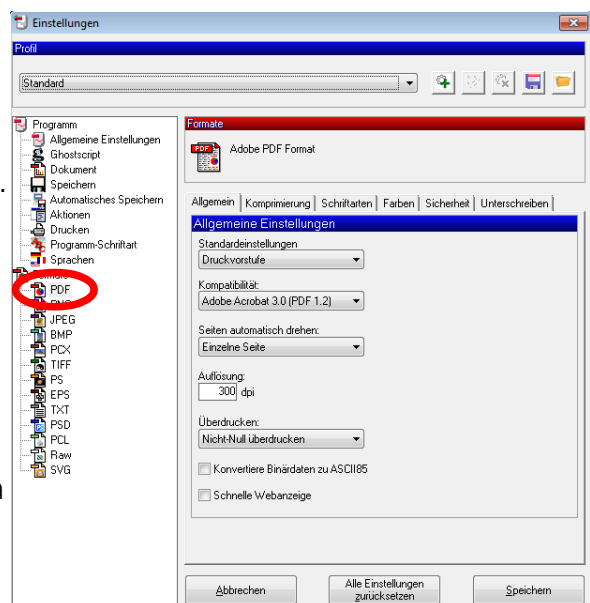 Einstellungen
Profil
Standard
Programm
Allgemeine Einstellungen
Ghostscript
Dokument
Speichern
Automatisches Speichern
Aktionen
Drucken
Programm-Schriftart
Sprachen
PDF
JPEG
BMP
PCX
TIFF
PS
EPS
TXT
PSD
PCL
Raw
SVG
Formate
PDF
Adobe PDF Format
Allgemein Komprimierung Schriftarten Farben Sicherheit Unterschreiben
Allgemeine Einstellungen
Standardeinstellungen
Druckvorstufe
Kompatibilität:
Adobe Acrobat 3.0 (PDF 1.2)
Seiten automatisch drehen:
Einzelne Seite
Auflösung:
300 dpi
Überdrucken:
Nicht-Null überdrucken
Konvertiere Binärdaten zu ASCII85
Schnelle Webanzeige
Abbrechen
Alle Einstellungen
zurücksetzen
Speichern